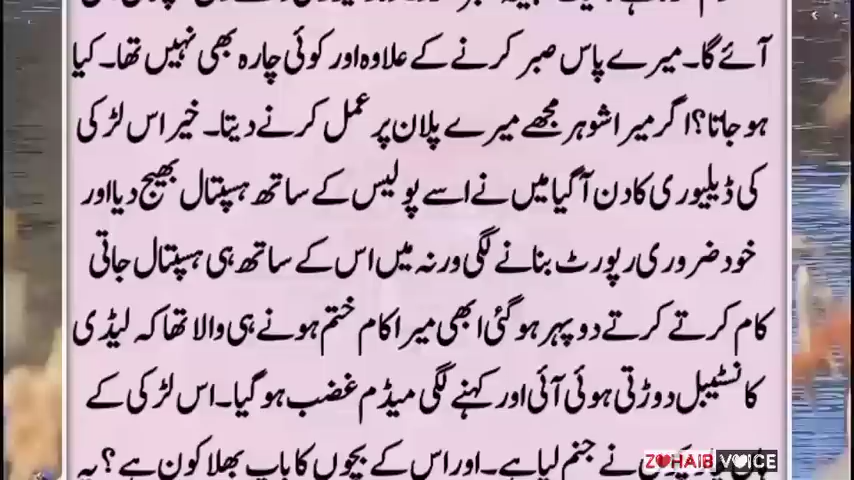 آئے گا۔ میرے پاس صبر کرنے کے علاوہ اور کوئی چارہ بھی نہیں تھا۔ کیا
ہو جاتا؟ اگر میرا شوہر مجھے میرے پلان پر عمل کرنے دیتا۔ خیر اس لڑکی
کی ڈیلیوری کا دن آ گیا میں نے اسے پولیس کے ساتھ ہسپتال بھیج دیا اور
خود ضروری رپورٹ بنانے لگی ورنہ میں اس کے ساتھ ہی ہسپتال جاتی
کام کرتے کرتے دوپہر ہو گئی ابھی میرا کام ختم ہونے ہی والا تھا کہ لیڈی
کانسٹیبل دوڑتی ہوئی آئی اور کہنے لگی میڈم غضب ہو گیا۔ اس لڑکی کے
نے جنم لیا ہے۔ اور اس کے بچوں کا باپ بھلا کون ہے؟ یہ
ZOHAIB VOICE